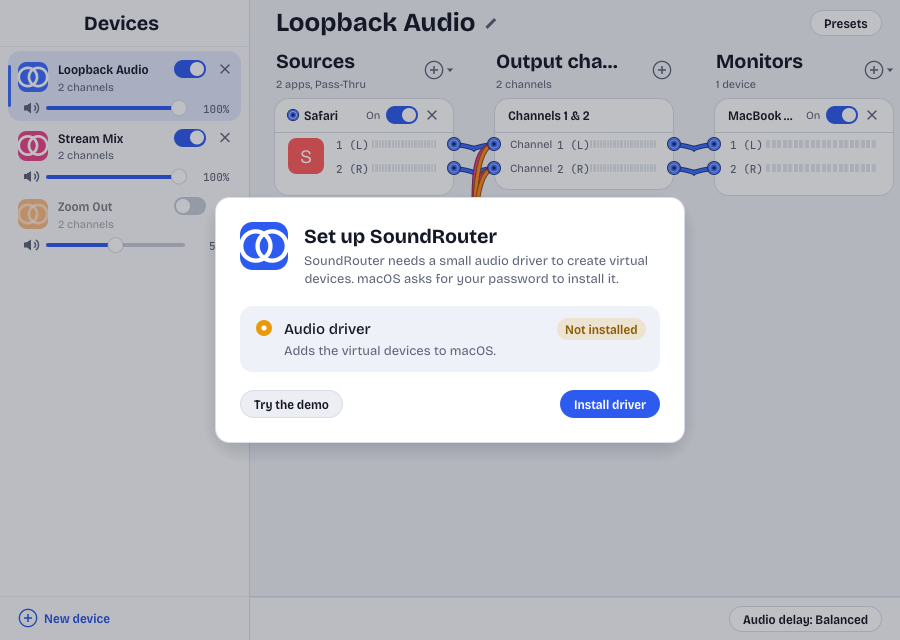 Devices
Loopback Audio
2 channels
100%
Stream Mix
2 channels
100%
Zoom Out
2 channels
New device
Loopback Audio
Presets
Sources
2 apps, Pass-Thru
Output cha...
2 channels
Monitors
1 device
Safari
On
S
1 (L)
2 (R)
Channels 1 & 2
Channel 1 (L)
Channel 2 (R)
MacBook ...
On
1 (L)
2 (R)
Set up SoundRouter
SoundRouter needs a small audio driver to create virtual
devices. macOS asks for your password to install it.
Audio driver
Not installed
Adds the virtual devices to macOS.
Try the demo
Install driver
Audio delay: Balanced